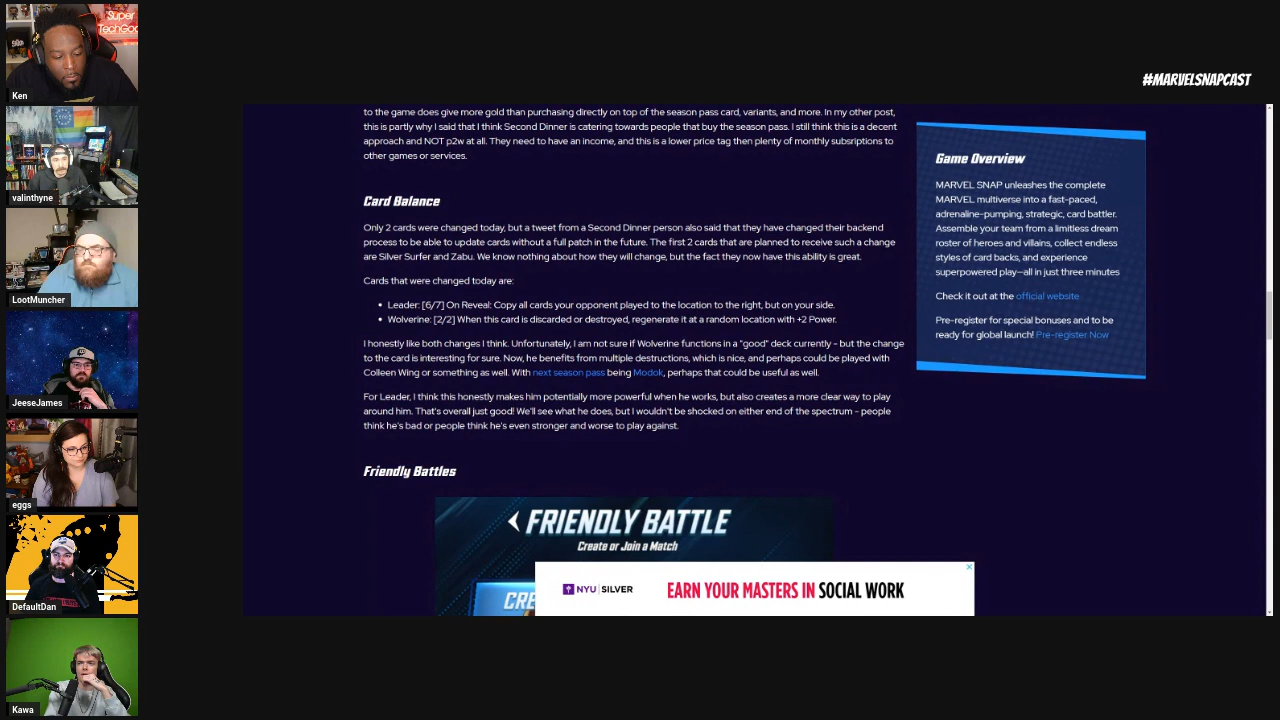 Super
TechGod
Ken
valinthyne
LootMuncher
JeeseJames
eggs
DefaultDan
Kawa
#MARVELSNAPCAST
to the game does give more gold than purchasing directly on top of the season pass card, variants, and more. In my other post,
this is partly why I said that I think Second Dinner is catering towards people that buy the season pass. I still think this is a decent
approach and NOT p2w at all. They need to have an income, and this is a lower price tag then plenty of monthly subsriptions to
other games or services.
Card Balance
Only 2 cards were changed today, but a tweet from a Second Dinner person also said that they have changed their backend
process to be able to update cards without a full patch in the future. The first 2 cards that are planned to receive such a change
are Silver Surfer and Zabu. We know nothing about how they will change, but the fact they now have this ability is great.
Cards that were changed today are:
• Leader: [6/7] On Reveal: Copy all cards your opponent played to the location to the right, but on your side.
• Wolverine: [2/2] When this card is discarded or destroyed, regenerate it at a random location with +2 Power.
I honestly like both changes I think. Unfortunately, I am not sure if Wolverine functions in a "good" deck currently - but the change
to the card is interesting for sure. Now, he benefits from multiple destructions, which is nice, and perhaps could be played with
Colleen Wing or something as well. With next season pass being Modok, perhaps that could be useful as well.
For Leader, I think this honestly makes him potentially more powerful when he works, but also creates a more clear way to play
around him. That's overall just good! We'll see what he does, but I wouldn't be shocked on either end of the spectrum - people
think he's bad or people think he's even stronger and worse to play against.
Friendly Battles
FRIENDLY BATTLE
Create or Join a Match
CRE
NYU SILVER
EARN YOUR MASTERS IN SOCIAL WORK
Game Overview
MARVEL SNAP unleashes the complete
MARVEL multiverse into a fast-paced,
adrenaline-pumping, strategic, card battler.
Assemble your team from a limitless dream
roster of heroes and villains, collect endless
styles of card backs, and experience
superpowered play—all in just three minutes
Check it out at the official website
Pre-register for special bonuses and to be
ready for global launch! Pre-register Now